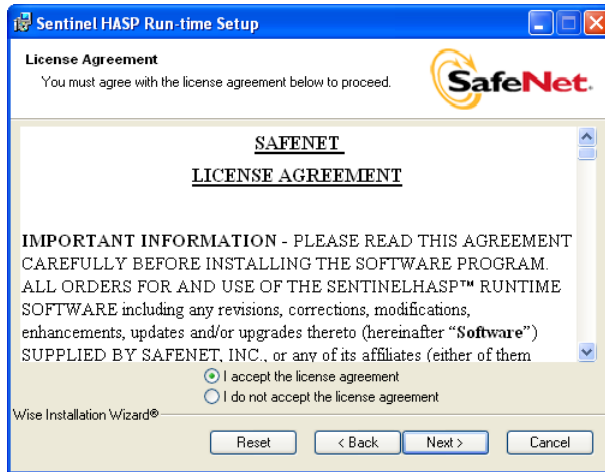 Sentinel HASP Run-time Setup
License Agreement
You must agree with the license agreement below to proceed.
SafeNet.
SAFENET
LICENSE AGREEMENT
IMPORTANT INFORMATION - PLEASE READ THIS AGREEMENT
CAREFULLY BEFORE INSTALLING THE SOFTWARE PROGRAM.
ALL ORDERS FOR AND USE OF THE SENTINELHASP™ RUNTIME
SOFTWARE including any revisions, corrections, modifications,
enhancements, updates and/or upgrades thereto (hereinafter “Software”)
SUPPLIED BY SAFENET, INC., or any of its affiliates (either of them
I accept the license agreement
I do not accept the license agreement
Wise Installation Wizard®
Reset
< Back
Next >
Cancel